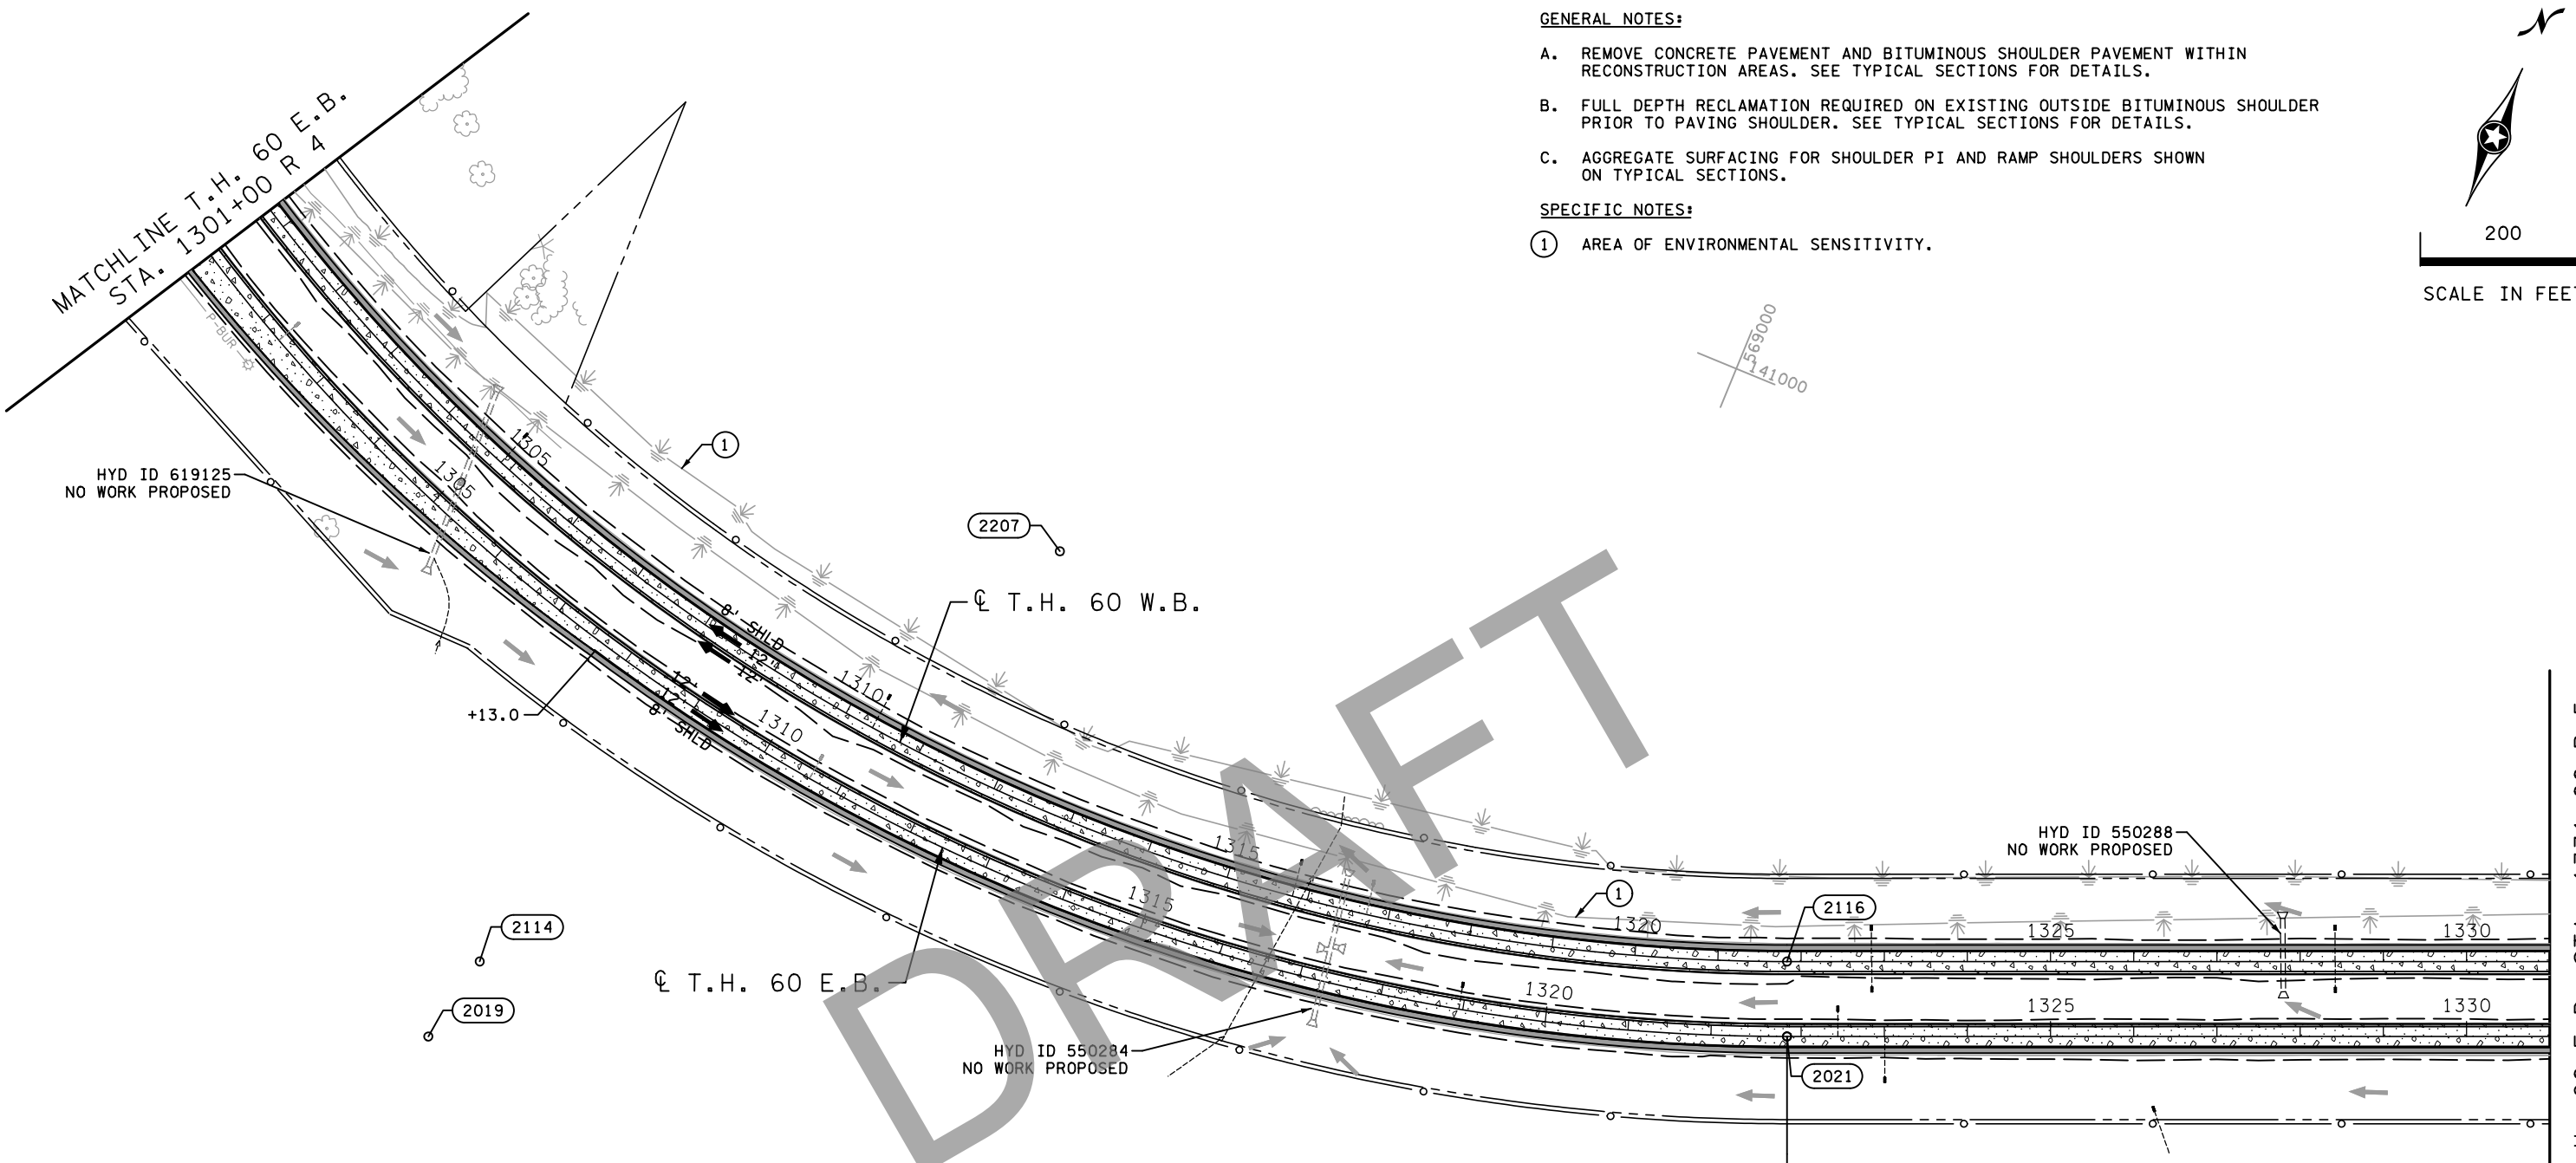 GENERAL NOTES:
A. REMOVE CONCRETE PAVEMENT AND BITUMINOUS SHOULDER PAVEMENT WITHIN
RECONSTRUCTION AREAS. SEE TYPICAL SECTIONS FOR DETAILS.
B. FULL DEPTH RECLAMATION REQUIRED ON EXISTING OUTSIDE BITUMINOUS SHOULDER
PRIOR TO PAVING SHOULDER. SEE TYPICAL SECTIONS FOR DETAILS.
C. AGGREGATE SURFACING FOR SHOULDER PI AND RAMP SHOULDERS SHOWN
ON TYPICAL SECTIONS.
SPECIFIC NOTES:
1 AREA OF ENVIRONMENTAL SENSITIVITY.
N
200
SCALE IN FEET
MATCHLINE T.H. 60 E.B.
STA. 1301+00 R 4
P-BUR
569000
141000
1
HYD ID 619125
NO WORK PROPOSED
1305
1305
2207
℄ T.H. 60 W.B.
8' SHLD
12'
12'
1310
12'
12'
8' SHLD
+13.0
1310
DRAFT
1315
1315
HYD ID 550288
NO WORK PROPOSED
1
2116
1320
1325
1330
2114
℄ T.H. 60 E.B.
2019
1320
1325
1330
HYD ID 550284
NO WORK PROPOSED
2021